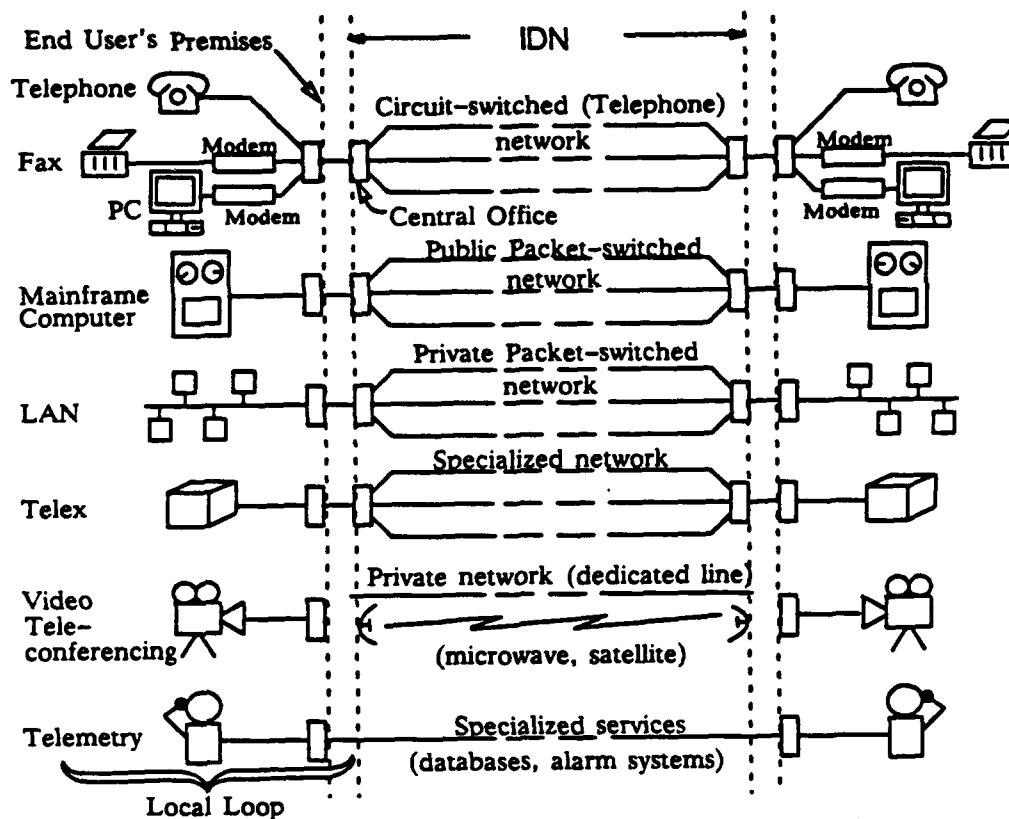 End User's Premises
IDN
Telephone
Circuit-switched (Telephone)
network
Fax
Modem
Modem
PC
Modem
Modem
Central Office
Public Packet-switched
network
Mainframe
Computer
Private Packet-switched
network
LAN
Specialized network
Telex
Private network (dedicated line)
Video
Tele-
conferencing
(microwave, satellite)
Telemetry
Specialized services
(databases, alarm systems)
Local Loop